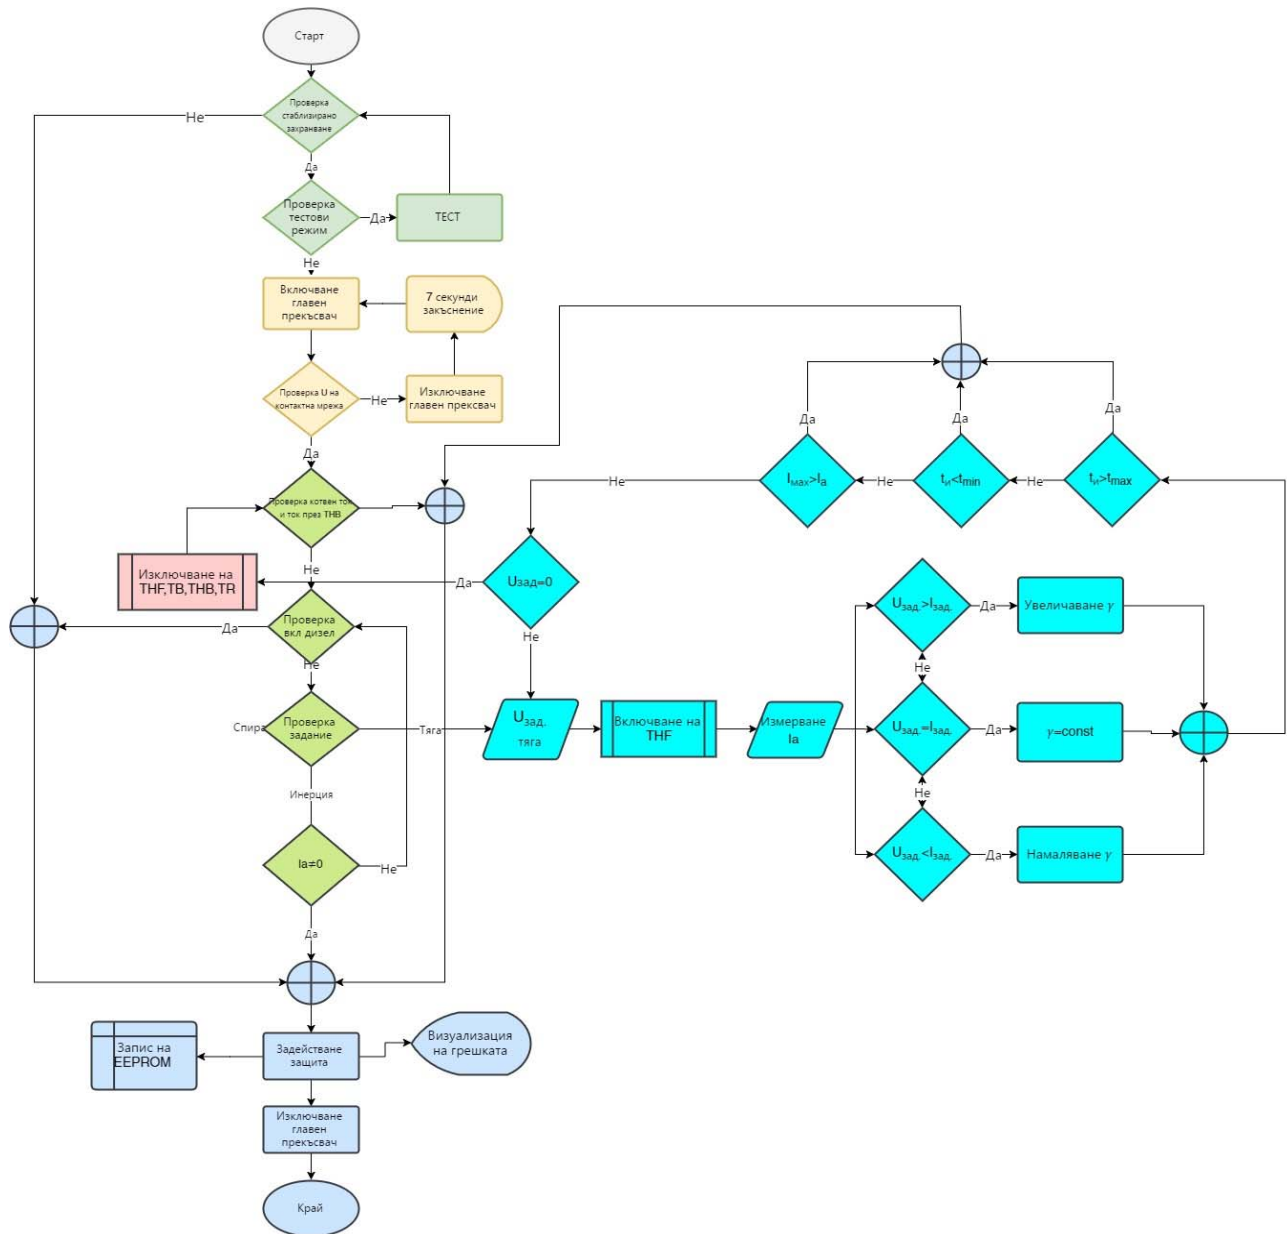 Старт
Проверка
стаблизирано
захранване
Не
Да
Проверка
тестови
режим
Да
ТЕСТ
Не
Включване
главен
прекъсвач
7 секунди
закъснение
Проверка U на
контактна мрежа
Не
Изключване
главен прексвач
Да
Проверка котвен ток
и ток през THB
Не
Изключване на
THF,TB,THB,TR
Проверка
вкл дизел
Да
Не
Проверка
задание
Спира
Тяга
Инерция
Ia≠0
Не
Да
Задействане
защита
Запис на
EEPROM
Визуализация
на грешката
Изключване
главен
прекъсвач
Край
Да
Да
Да
Iмах>Ia
Не
tи<tmin
Не
tи>tmax
Не
Uзад=0
Да
Не
Uзад.
тяга
Включване на
THF
Измерване
Ia
Uзад.>Iзад.
Да
Увеличаване γ
Не
Uзад.=Iзад.
Да
γ=const
Не
Uзад.<Iзад.
Да
Намаляване γ